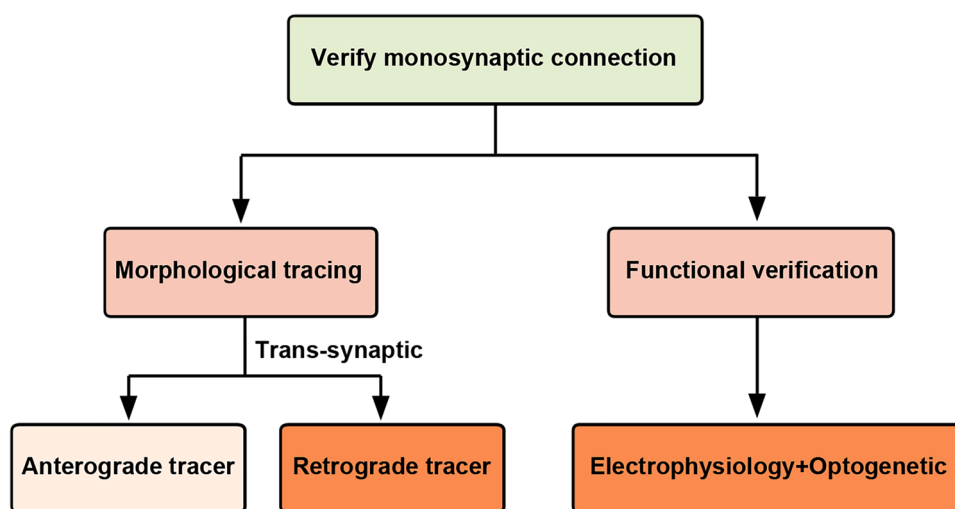 Verify monosynaptic connection
Morphological tracing
Functional verification
Trans-synaptic
Anterograde tracer
Retrograde tracer
Electrophysiology+Optogenetic